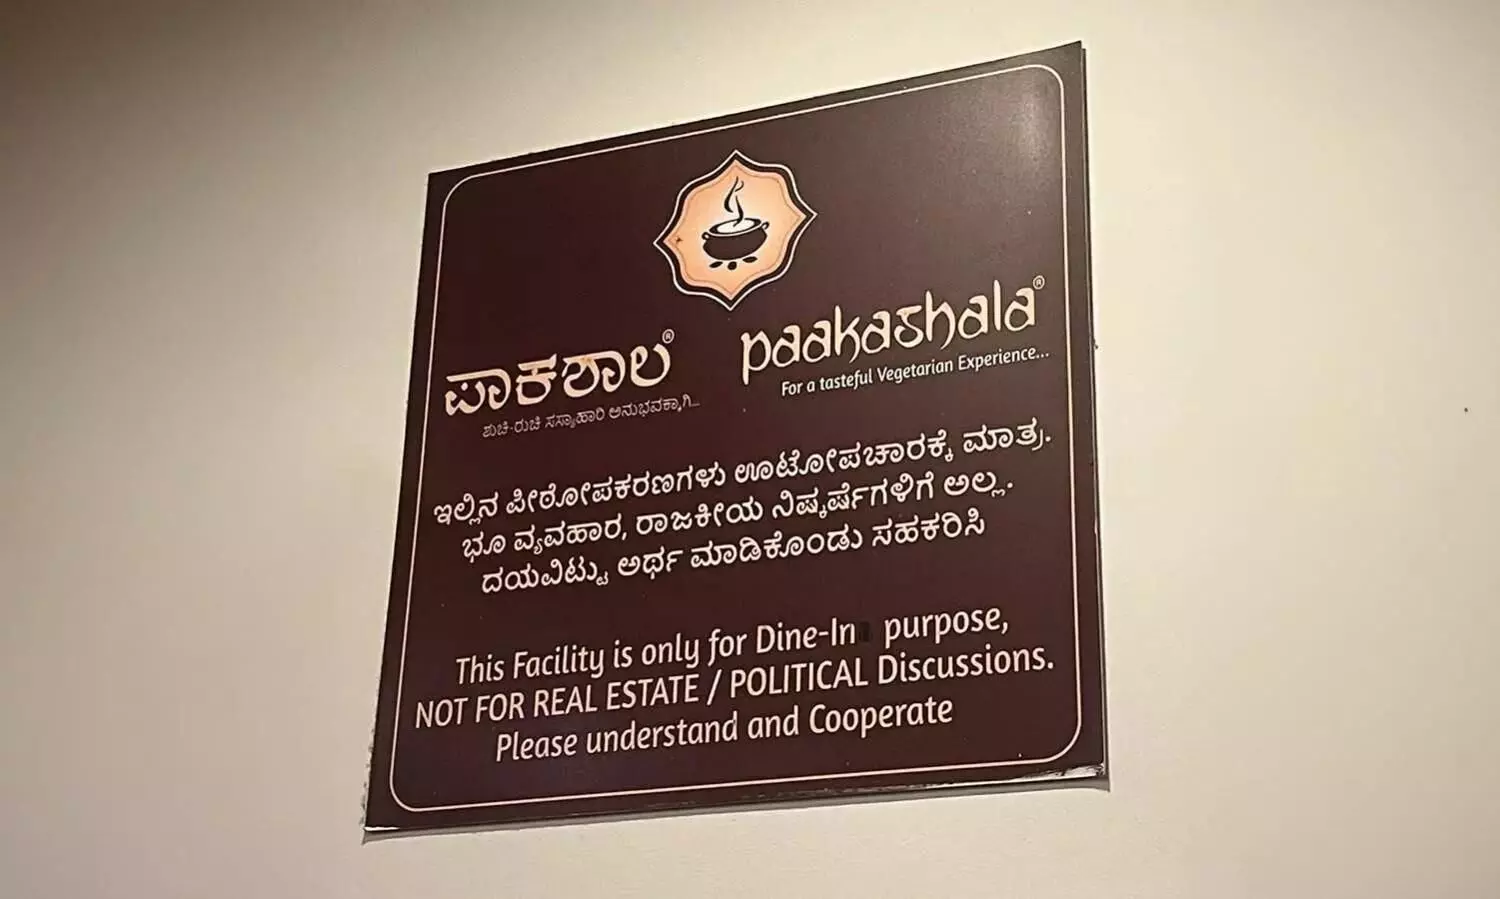 ಪಾಕಶಾಲ®
ಶುಚಿ-ರುಚಿ ಸಸ್ಯಾಹಾರಿ ಅನುಭವಕ್ಕಾಗಿ...
paakashala®
For a tasteful Vegetarian Experience...
ಇಲ್ಲಿನ ಪೀಠೋಪಕರಣಗಳು ಊಟೋಪಚಾರಕ್ಕೆ ಮಾತ್ರ.
ಭೂ ವ್ಯವಹಾರ, ರಾಜಕೀಯ ನಿಷ್ಕರ್ಷೆಗಳಿಗೆ ಅಲ್ಲ.
ದಯವಿಟ್ಟು ಅರ್ಥ ಮಾಡಿಕೊಂಡು ಸಹಕರಿಸಿ
This Facility is only for Dine-In purpose,
NOT FOR REAL ESTATE / POLITICAL Discussions.
Please understand and Cooperate